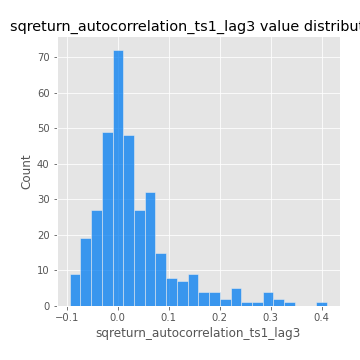 sqreturn_autocorrelation_ts1_lag3 value distribut
70
60
50
40
30
20
10
0
Count
−0.1 0.0 0.1 0.2 0.3 0.4
sqreturn_autocorrelation_ts1_lag3